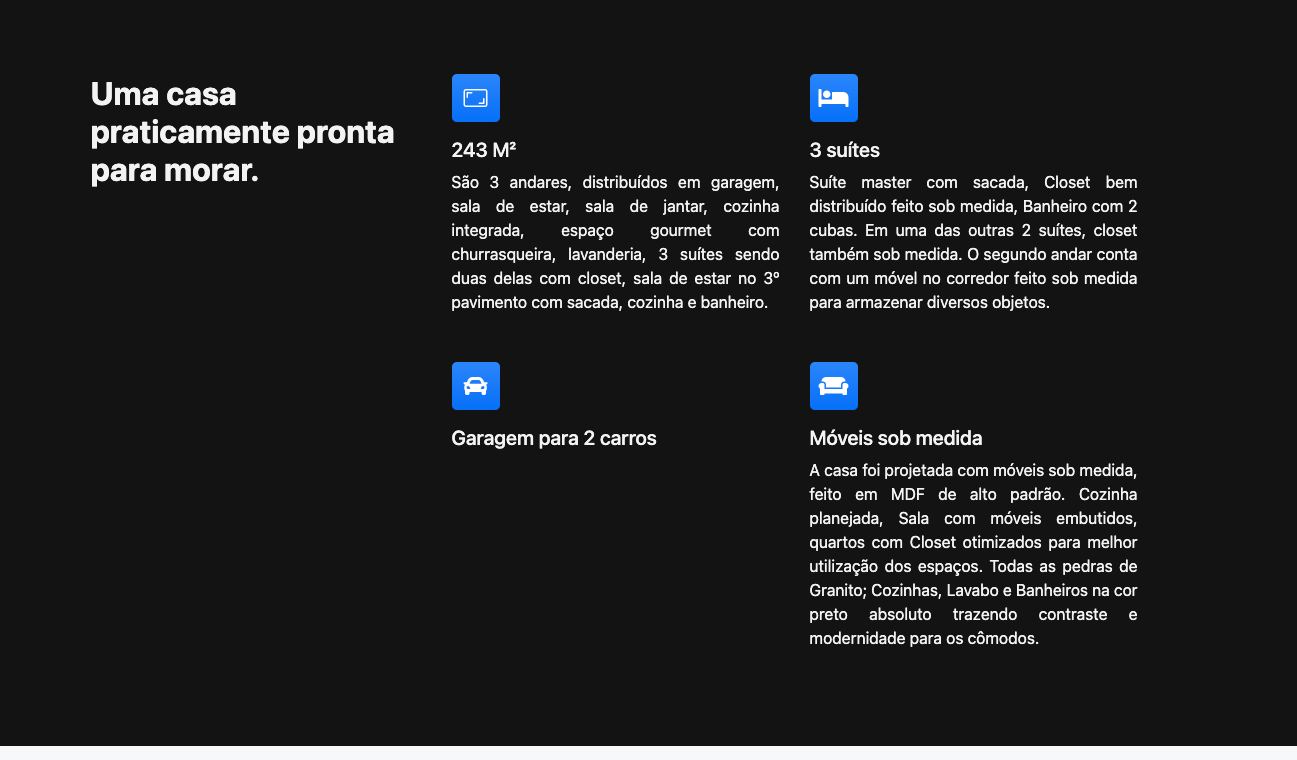 Uma casa
praticamente pronta
para morar.
243 M²
São 3 andares, distribuídos em garagem,
sala de estar, sala de jantar, cozinha
integrada, espaço gourmet com
churrasqueira, lavanderia, 3 suítes sendo
duas delas com closet, sala de estar no 3º
pavimento com sacada, cozinha e banheiro.
3 suítes
Suíte master com sacada, Closet bem
distribuído feito sob medida, Banheiro com 2
cubas. Em uma das outras 2 suítes, closet
também sob medida. O segundo andar conta
com um móvel no corredor feito sob medida
para armazenar diversos objetos.
Garagem para 2 carros
Móveis sob medida
A casa foi projetada com móveis sob medida,
feito em MDF de alto padrão. Cozinha
planejada, Sala com móveis embutidos,
quartos com Closet otimizados para melhor
utilização dos espaços. Todas as pedras de
Granito; Cozinhas, Lavabo e Banheiros na cor
preto absoluto trazendo contraste e
modernidade para os cômodos.